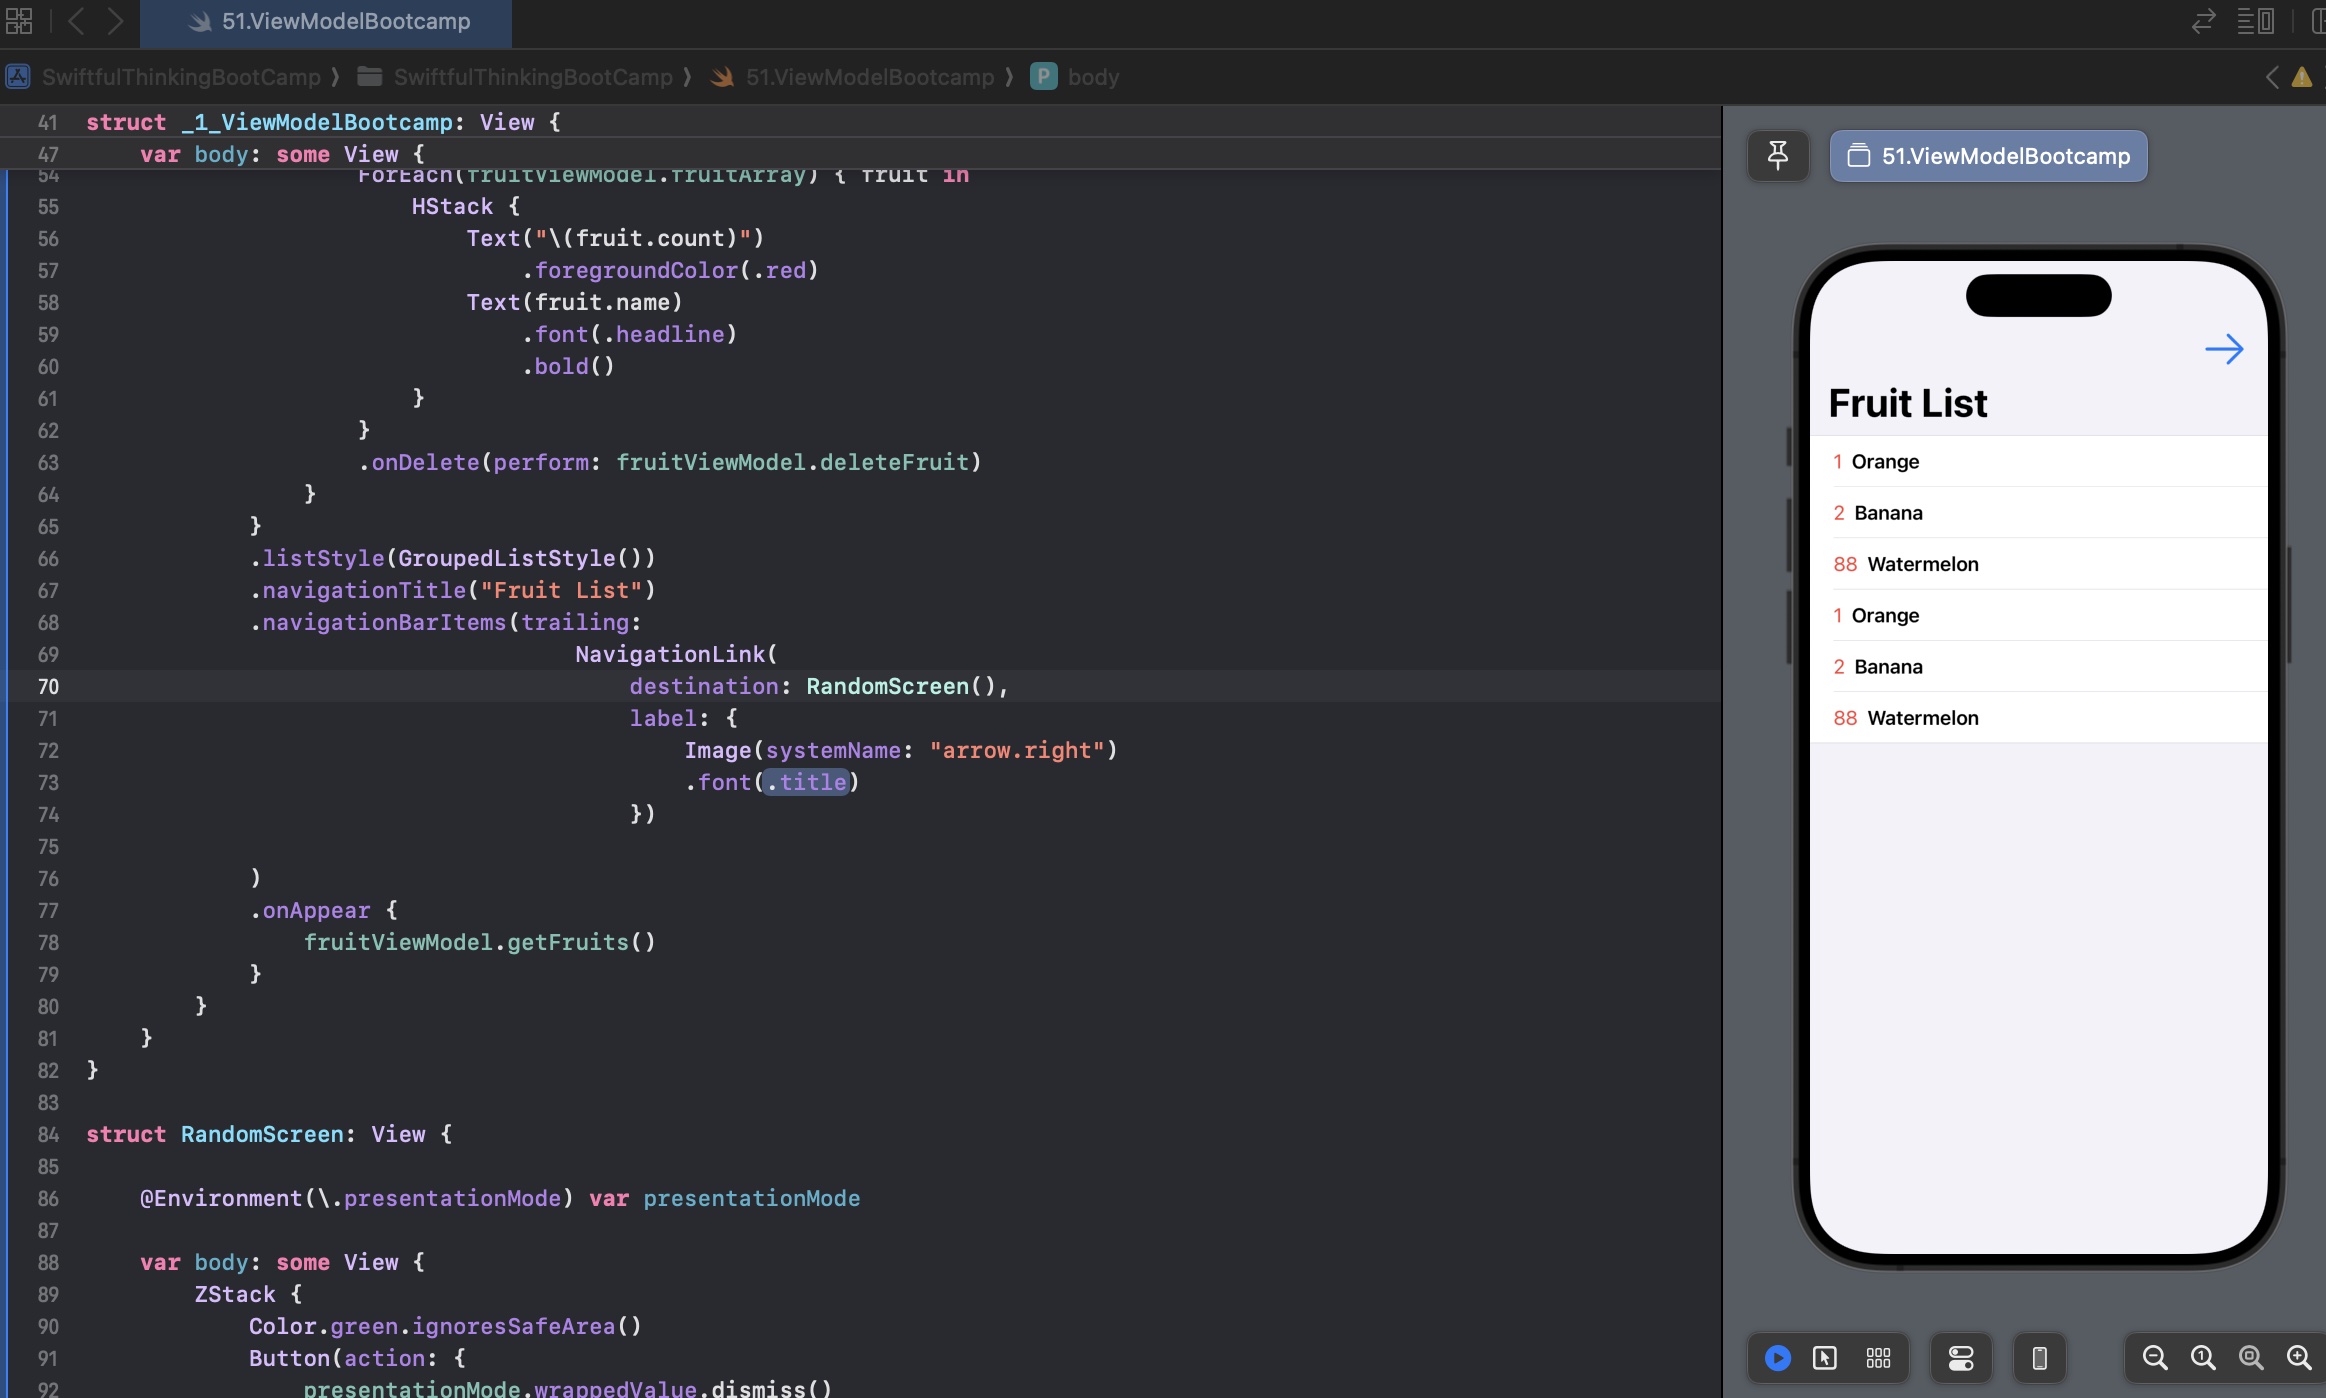 51.ViewModelBootcamp
SwiftfulThinkingBootCamp ⟩ SwiftfulThinkingBootCamp ⟩ 51.ViewModelBootcamp ⟩ P body
41 struct _1_ViewModelBootcamp: View {
47 var body: some View {
54 ForEach(fruitViewModel.fruitArray) { fruit in
55 HStack {
56 Text("\(fruit.count)")
57 .foregroundColor(.red)
58 Text(fruit.name)
59 .font(.headline)
60 .bold()
61 }
62 }
63 .onDelete(perform: fruitViewModel.deleteFruit)
64 }
65 }
66 .listStyle(GroupedListStyle())
67 .navigationTitle("Fruit List")
68 .navigationBarItems(trailing:
69 NavigationLink(
70 destination: RandomScreen(),
71 label: {
72 Image(systemName: "arrow.right")
73 .font(.title)
74 })
75
76 )
77 .onAppear {
78 fruitViewModel.getFruits()
79 }
80 }
81 }
82 }
83
84 struct RandomScreen: View {
85
86 @Environment(\.presentationMode) var presentationMode
87
88 var body: some View {
89 ZStack {
90 Color.green.ignoresSafeArea()
91 Button(action: {
92 presentationMode.wrappedValue.dismiss()
51.ViewModelBootcamp
Fruit List
1 Orange
2 Banana
88 Watermelon
1 Orange
2 Banana
88 Watermelon